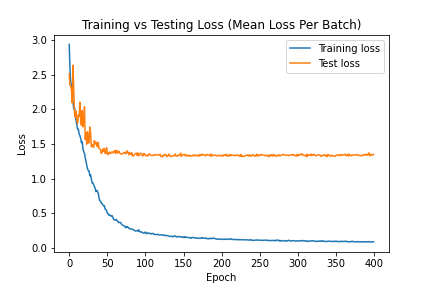 Training vs Testing Loss (Mean Loss Per Batch)
Training loss
Test loss
3.0
2.5
2.0
1.5
1.0
0.5
0.0
Loss
0 50 100 150 200 250 300 350 400
Epoch